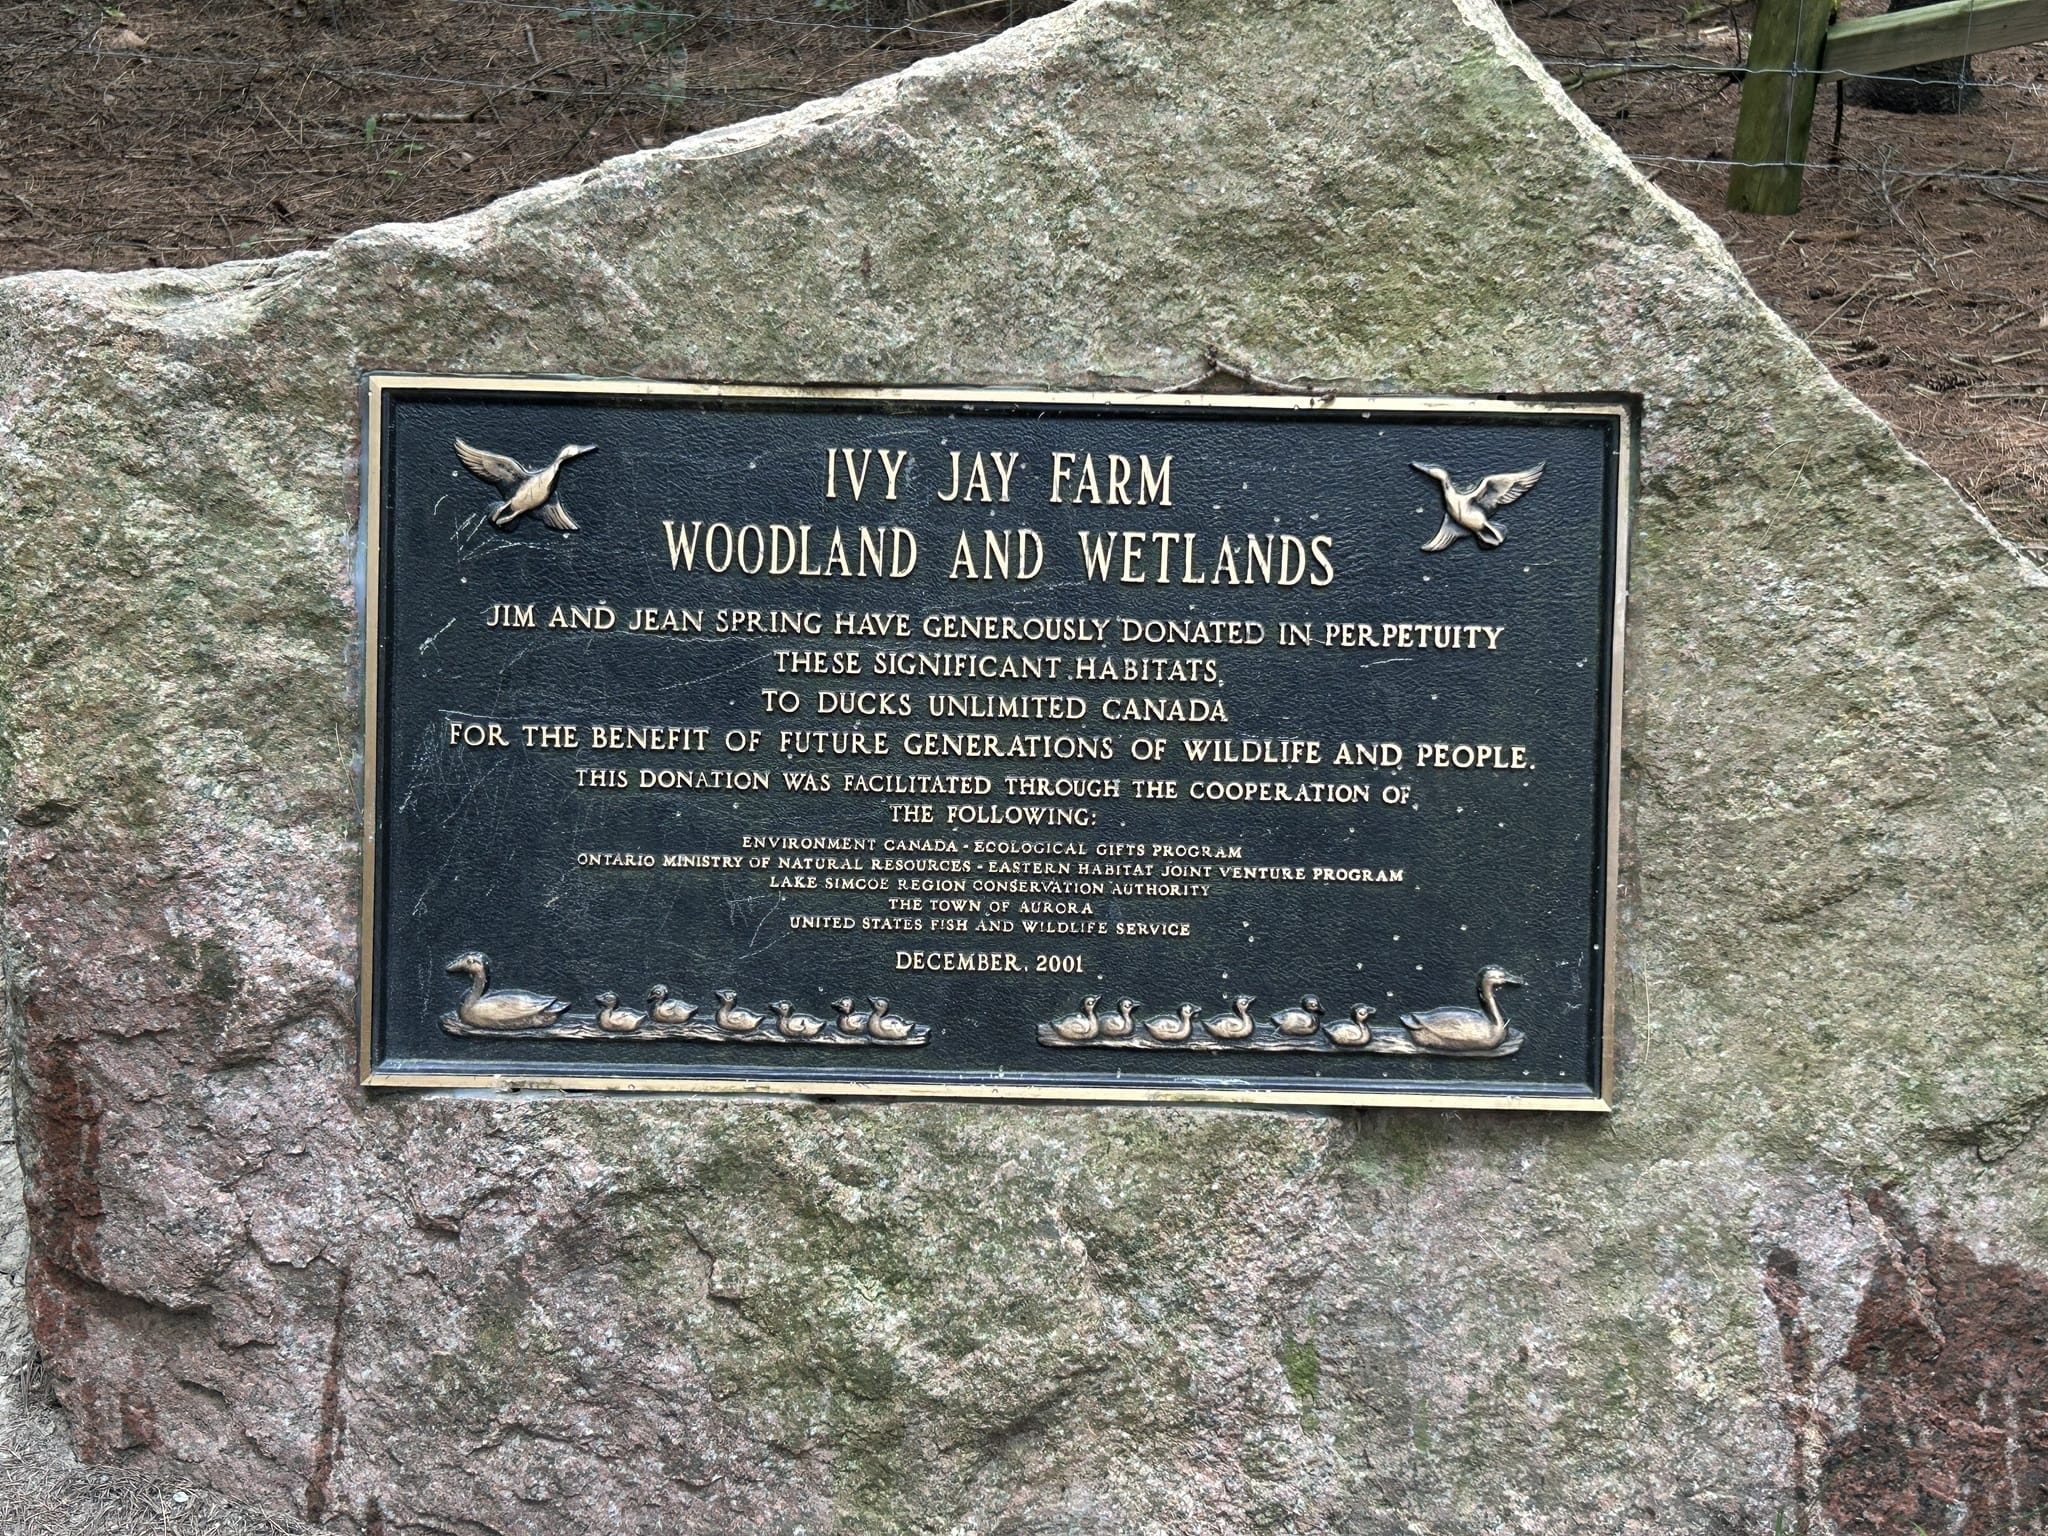 IVY JAY FARM
WOODLAND AND WETLANDS
JIM AND JEAN SPRING HAVE GENEROUSLY DONATED IN PERPETUITY
THESE SIGNIFICANT HABITATS
TO DUCKS UNLIMITED CANADA
FOR THE BENEFIT OF FUTURE GENERATIONS OF WILDLIFE AND PEOPLE.
THIS DONATION WAS FACILITATED THROUGH THE COOPERATION OF
THE FOLLOWING:
ENVIRONMENT CANADA - ECOLOGICAL GIFTS PROGRAM
ONTARIO MINISTRY OF NATURAL RESOURCES - EASTERN HABITAT JOINT VENTURE PROGRAM
LAKE SIMCOE REGION CONSERVATION AUTHORITY
THE TOWN OF AURORA
UNITED STATES FISH AND WILDLIFE SERVICE
DECEMBER, 2001